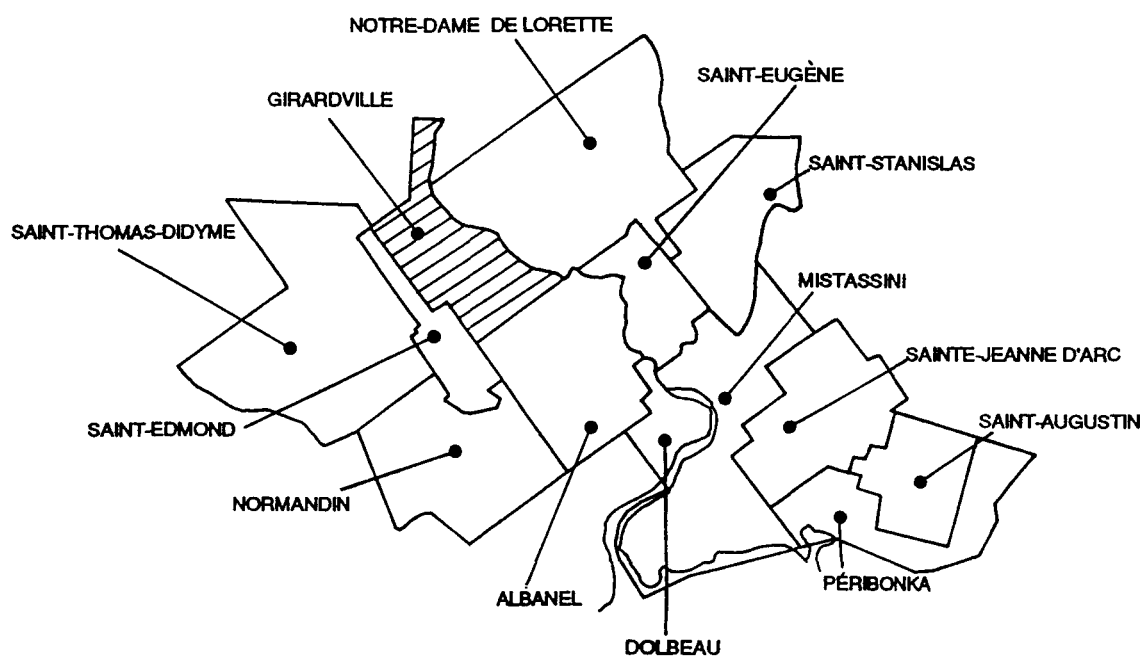 NOTRE-DAME DE LORETTE
SAINT-EUGÈNE
GIRARDVILLE
SAINT-STANISLAS
SAINT-THOMAS-DIDYME
MISTASSINI
SAINTE-JEANNE D'ARC
SAINT-AUGUSTIN
SAINT-EDMOND
NORMANDIN
PÉRIBONKA
ALBANEL
DOLBEAU